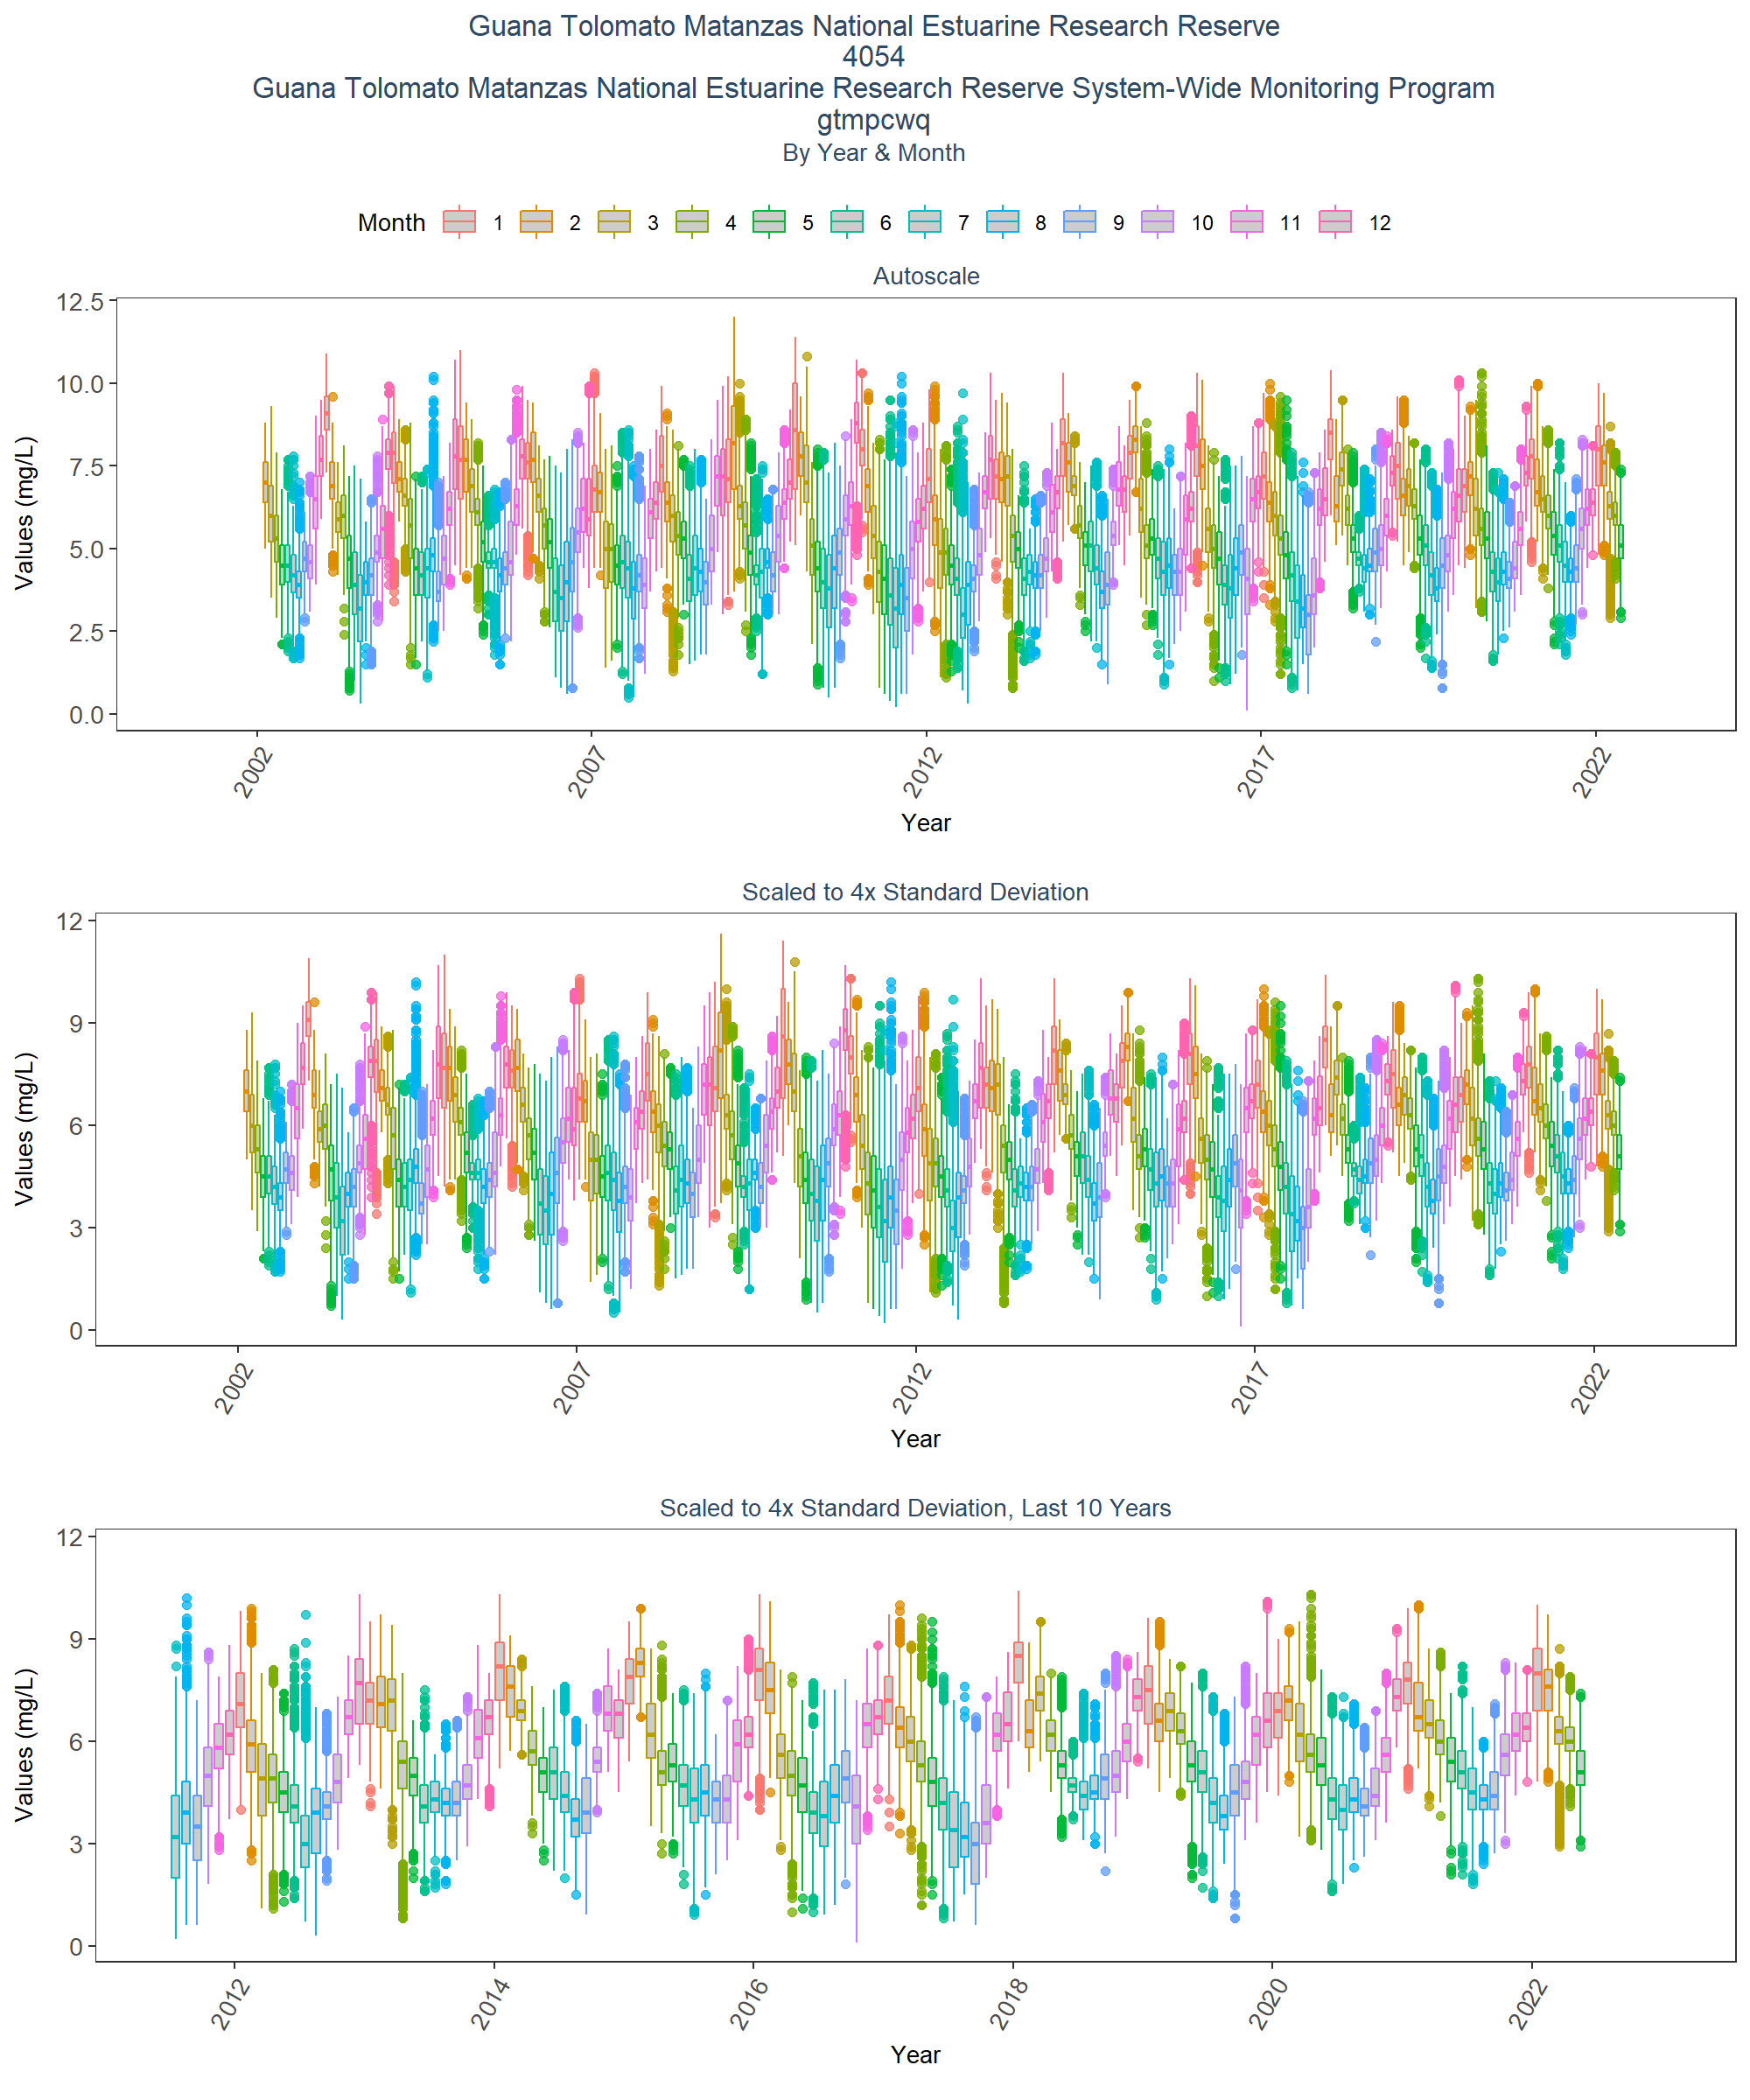 Guana Tolomato Matanzas National Estuarine Research Reserve
4054
Guana Tolomato Matanzas National Estuarine Research Reserve System-Wide Monitoring Program
gtmpcwq
By Year & Month
Month 1 2 3 4 5 6 7 8 9 10 11 12
Autoscale
12.5
10.0
7.5
5.0
2.5
0.0
Values (mg/L)
2002 2007 2012 2017 2022
Year
Scaled to 4x Standard Deviation
12
9
6
3
0
Values (mg/L)
2002 2007 2012 2017 2022
Year
Scaled to 4x Standard Deviation, Last 10 Years
12
9
6
3
0
Values (mg/L)
2012 2014 2016 2018 2020 2022
Year